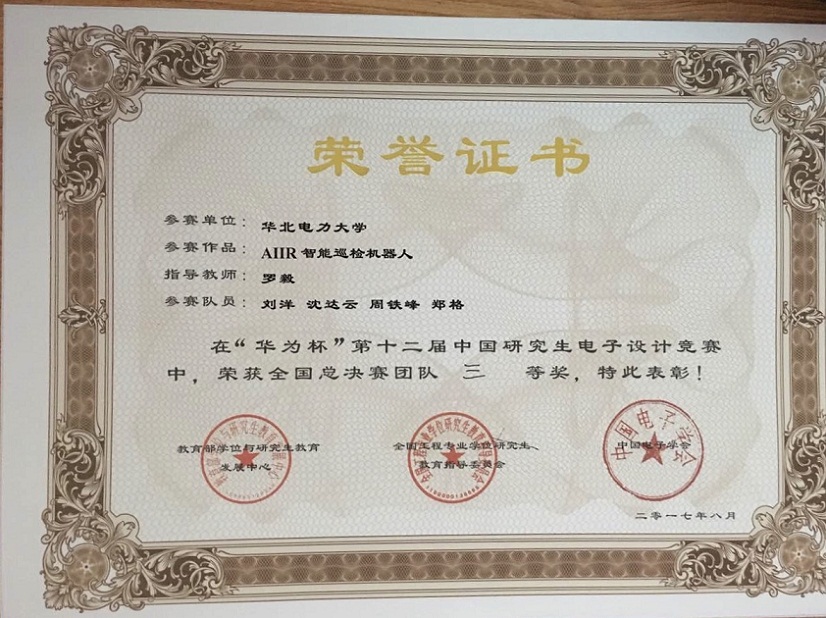 荣誉证书
参赛单位：华北电力大学
参赛作品：AIIR 智能巡检机器人
指导教师：罗毅
参赛队员：刘洋 沈达云 周铁峰 郑格
在“华为杯”第十二届中国研究生电子设计竞赛
中，荣获全国总决赛团队 三 等奖，特此表彰！
教育部学位与研究生教育
发展中心
全国工程专业学位研究生
教育指导委员会
中国电子学会
中国电子学会
二零一七年八月